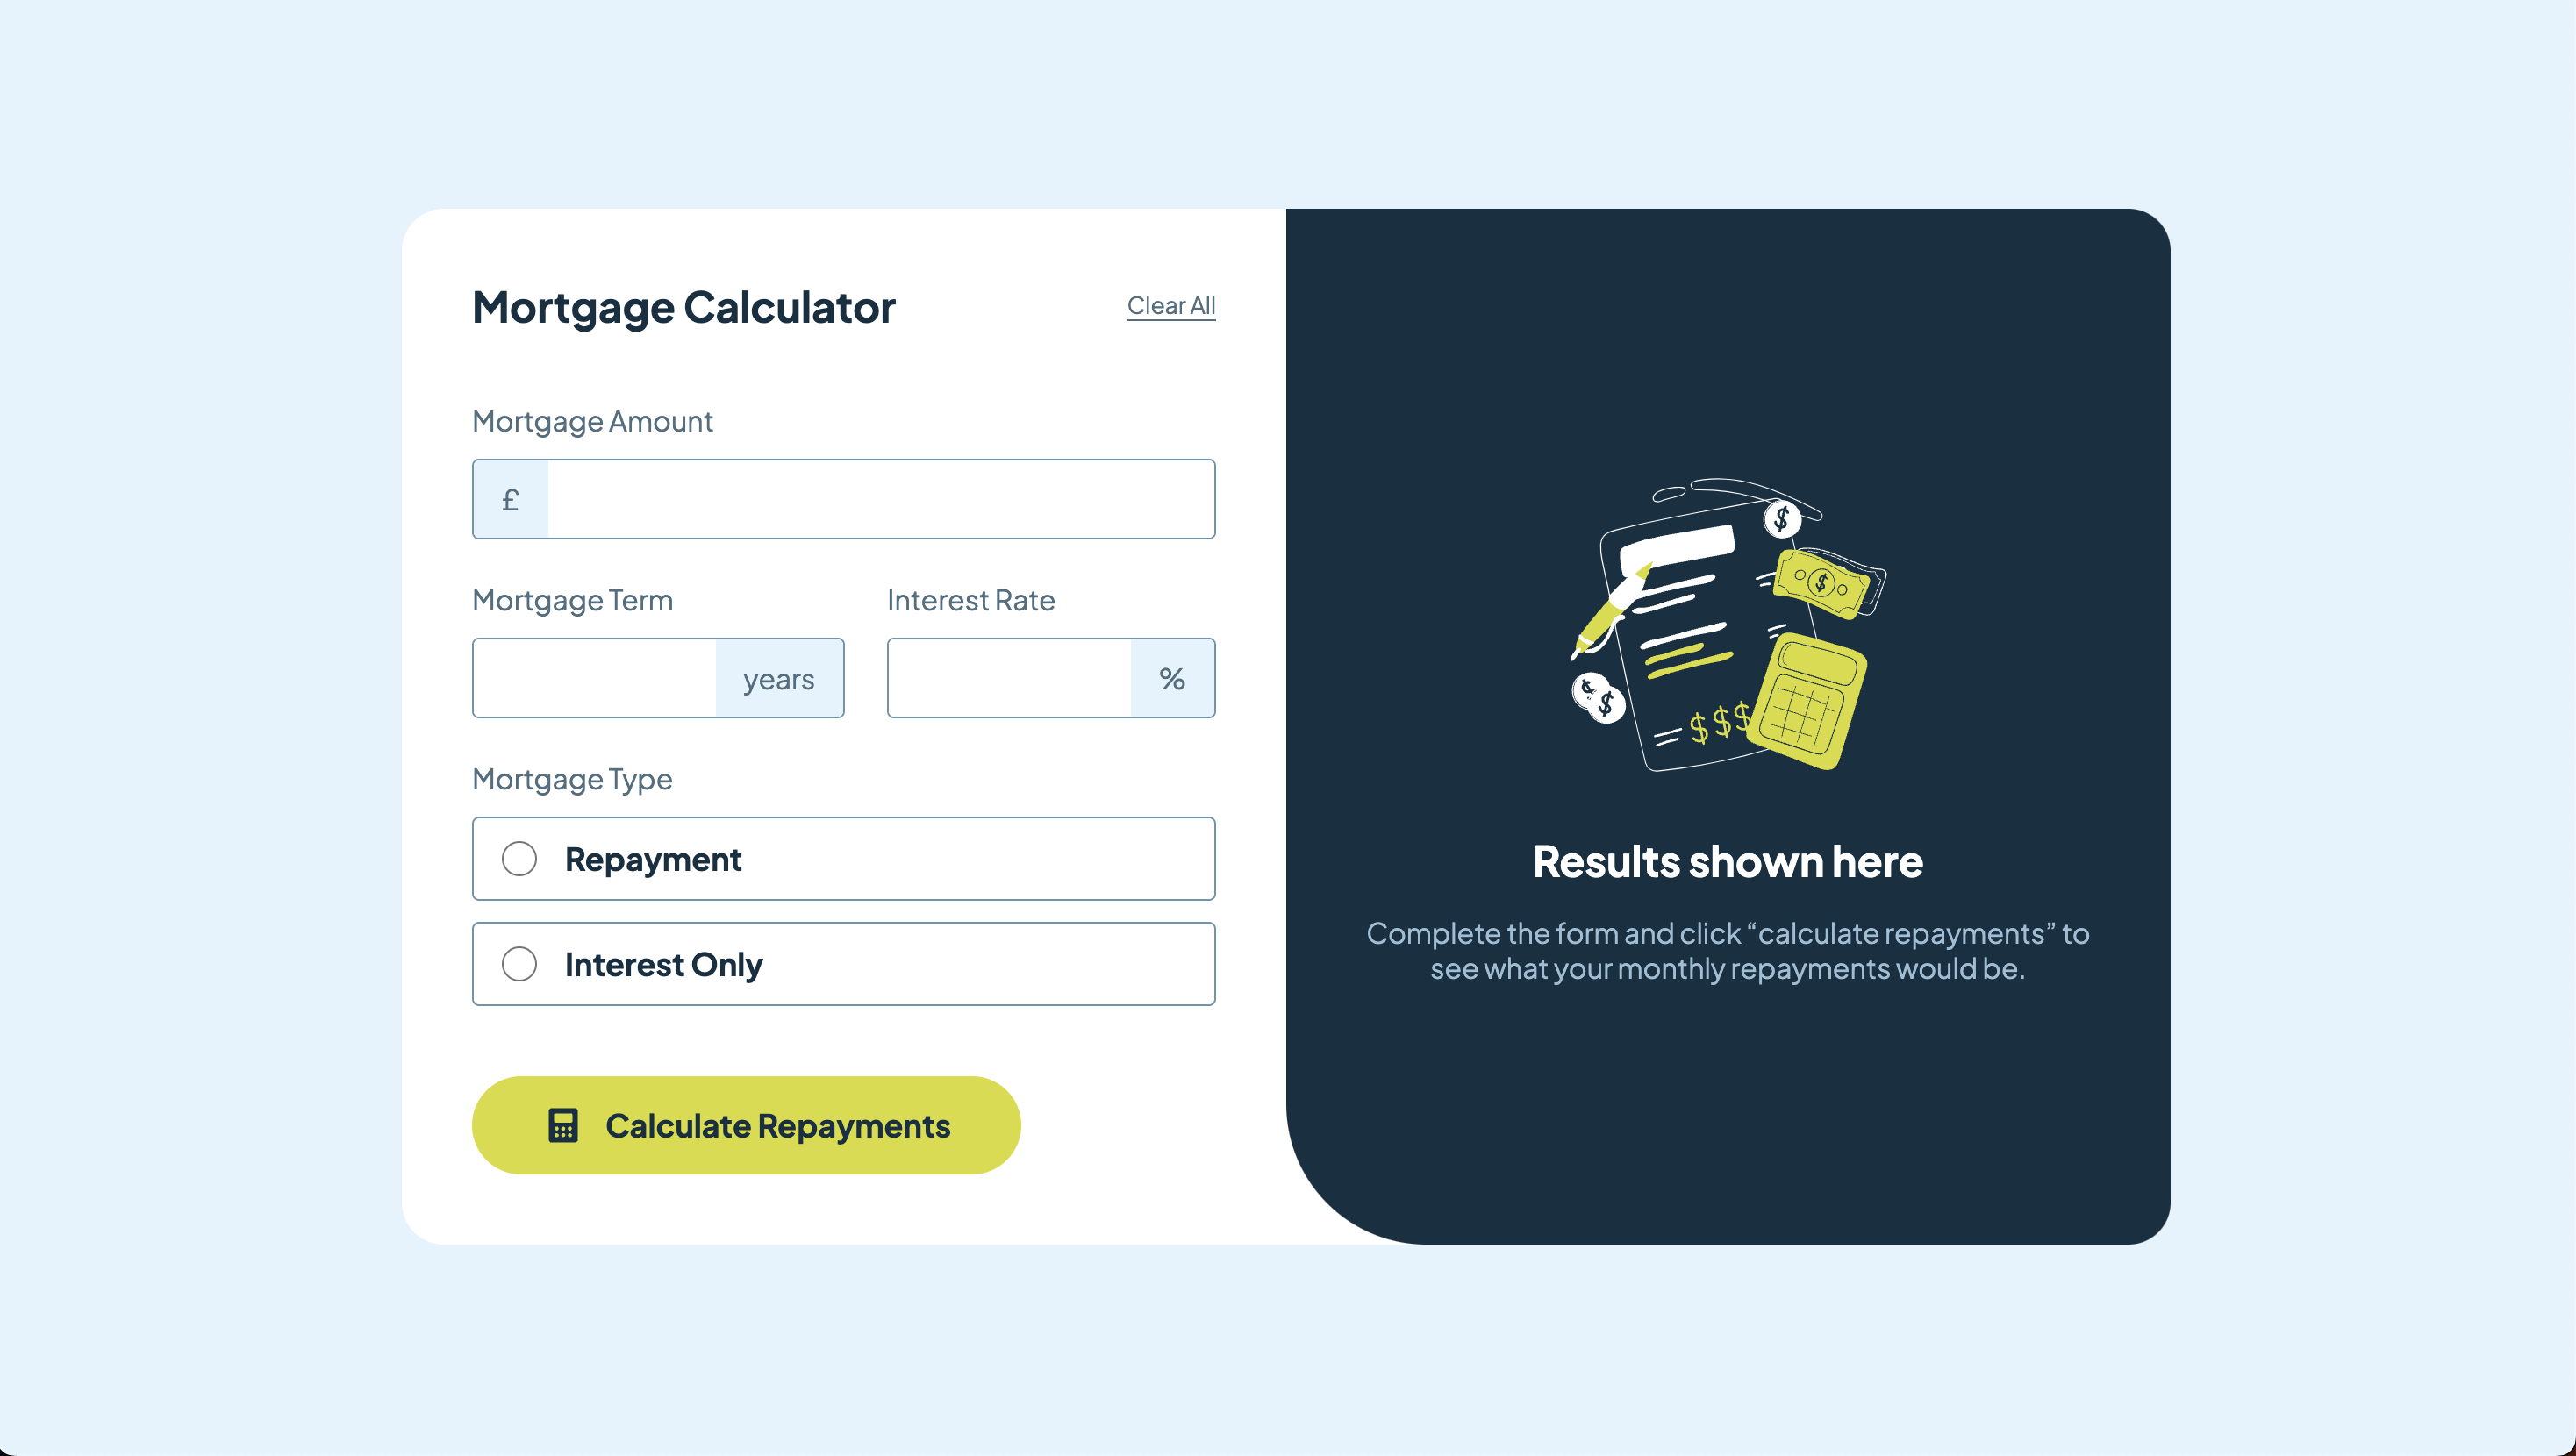 Mortgage Calculator
Clear All
Mortgage Amount
£
Mortgage Term
Interest Rate
years
%
Mortgage Type
Repayment
Interest Only
Calculate Repayments
$
$
$
$
$ $ $
Results shown here
Complete the form and click “calculate repayments” to
see what your monthly repayments would be.